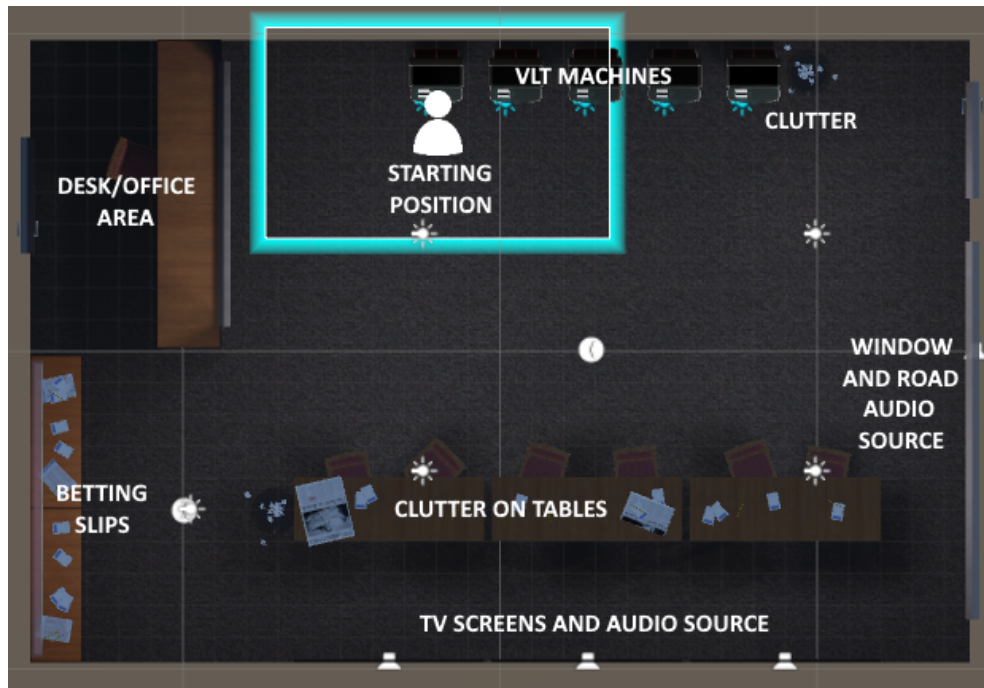 VLT MACHINES
CLUTTER
STARTING
POSITION
DESK/OFFICE
AREA
WINDOW
AND ROAD
AUDIO
SOURCE
BETTING
SLIPS
CLUTTER ON TABLES
TV SCREENS AND AUDIO SOURCE